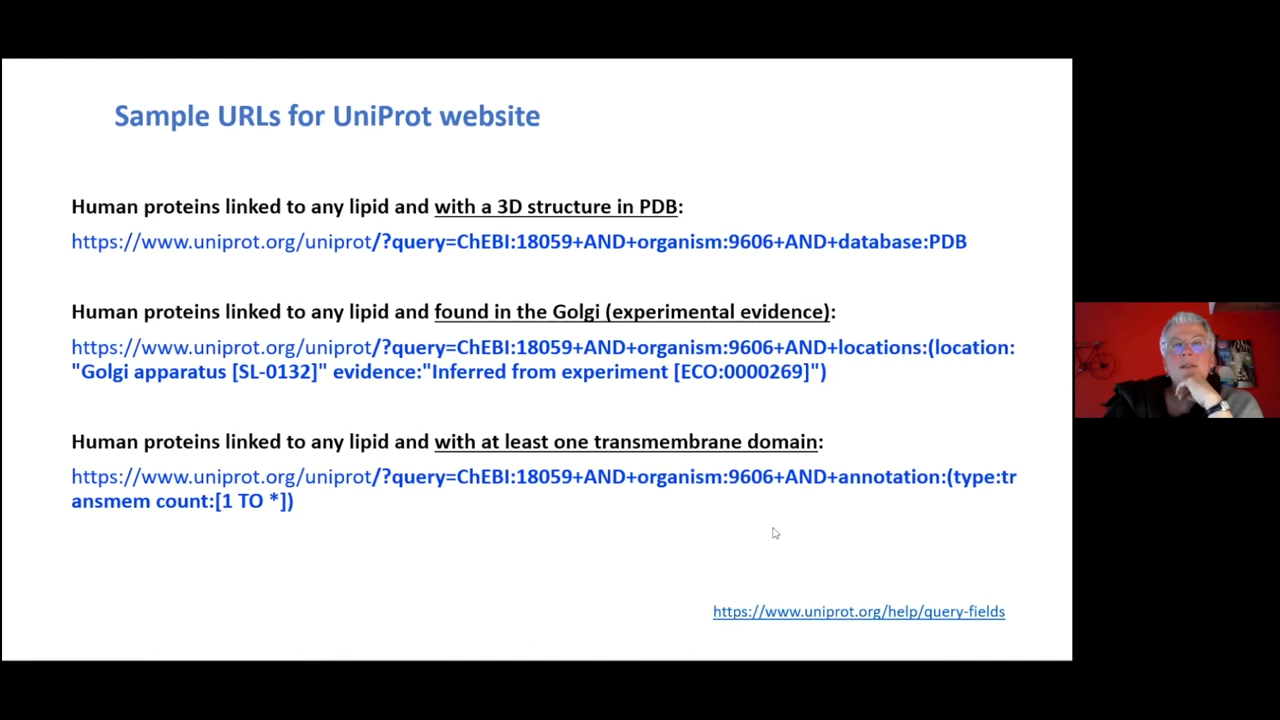 Sample URLs for UniProt website
Human proteins linked to any lipid and with a 3D structure in PDB:
https://www.uniprot.org/uniprot/?query=ChEBI:18059+AND+organism:9606+AND+database:PDB
Human proteins linked to any lipid and found in the Golgi (experimental evidence):
https://www.uniprot.org/uniprot/?query=ChEBI:18059+AND+organism:9606+AND+locations:(location:
"Golgi apparatus [SL-0132]" evidence:"Inferred from experiment [ECO:0000269]")
Human proteins linked to any lipid and with at least one transmembrane domain:
https://www.uniprot.org/uniprot/?query=ChEBI:18059+AND+organism:9606+AND+annotation:(type:tr
ansmem count:[1 TO *])
https://www.uniprot.org/help/query-fields